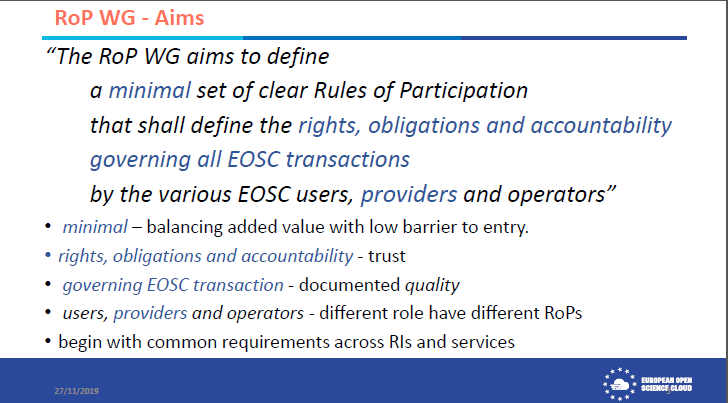 RoP WG - Aims
“The RoP WG aims to define
a minimal set of clear Rules of Participation
that shall define the rights, obligations and accountability
governing all EOSC transactions
by the various EOSC users, providers and operators”
• minimal – balancing added value with low barrier to entry.
• rights, obligations and accountability - trust
• governing EOSC transaction - documented quality
• users, providers and operators - different role have different RoPs
• begin with common requirements across RIs and services
27/11/2019
EUROPEAN OPEN
SCIENCE CLOUD